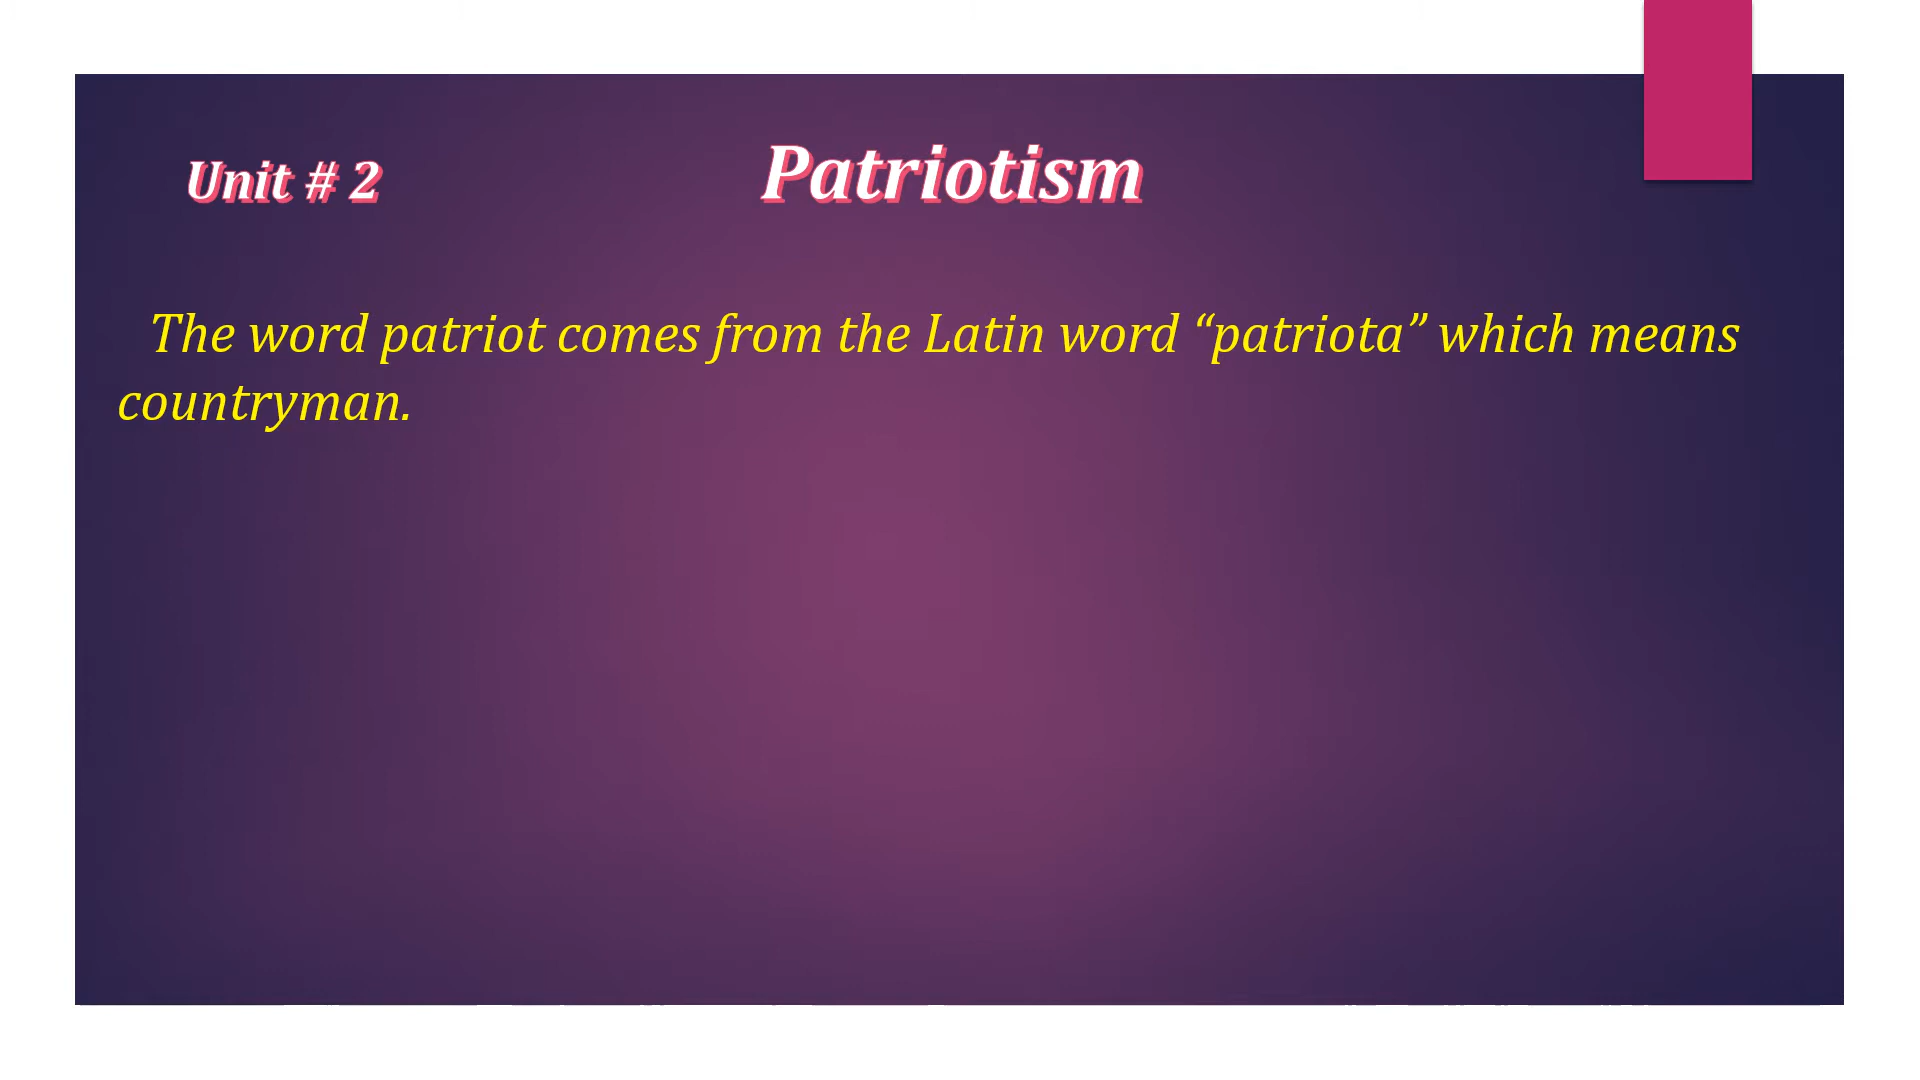 Unit # 2 Patriotism
The word patriot comes from the Latin word “patriota” which means
countryman.